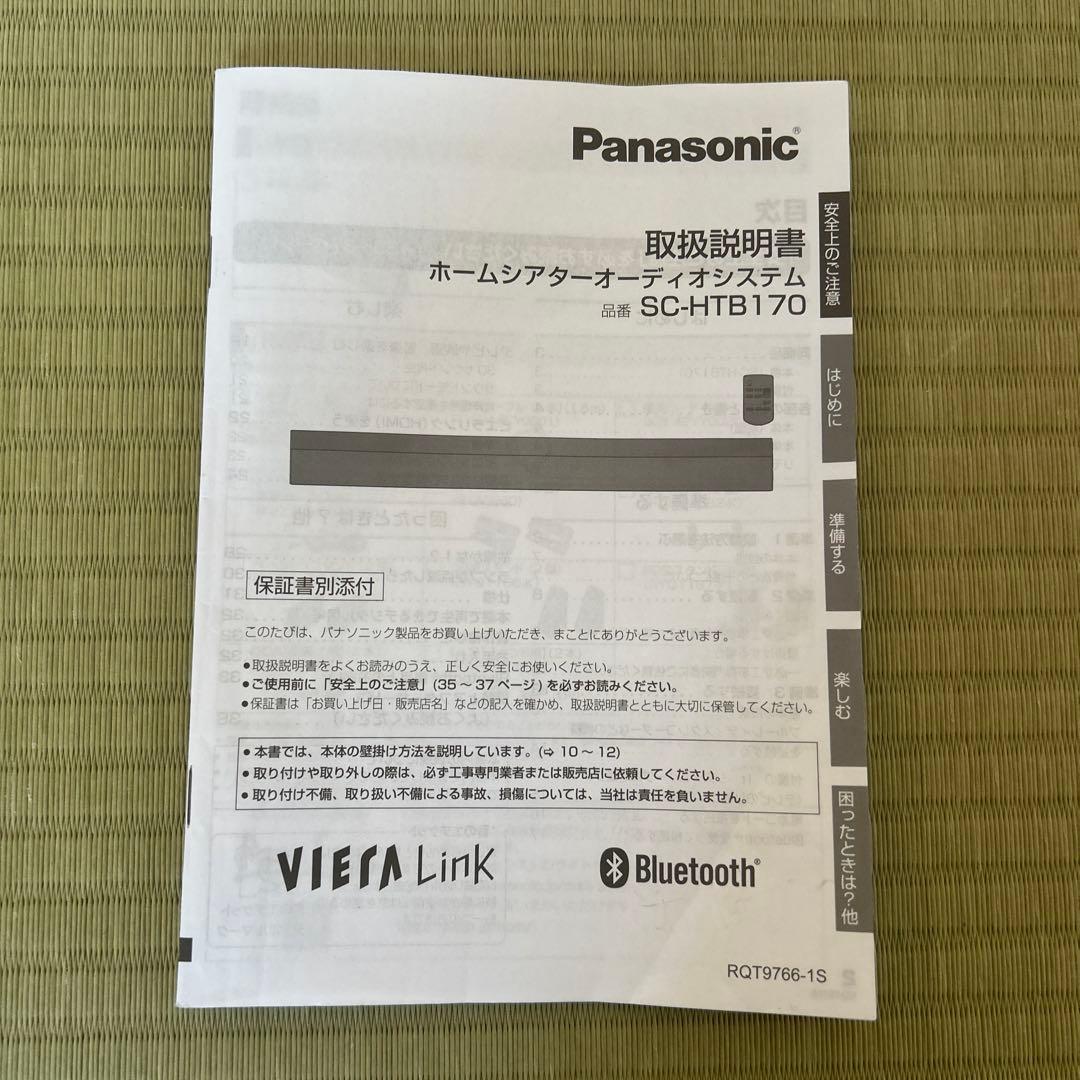 Panasonic®
取扱説明書
ホームシアターオーディオシステム
品番 SC-HTB170
安全上のご注意
はじめに
準備する
楽しむ
困ったときは？他
保証書別添付
このたびは、パナソニック製品をお買い上げいただき、まことにありがとうございます。
●取扱説明書をよくお読みのうえ、正しく安全にお使いください。
●ご使用前に「安全上のご注意」(35～37ページ)を必ずお読みください。
●保証書は「お買い上げ日・販売店名」などの記入を確かめ、取扱説明書とともに大切に保管してください。
● 本書では、本体の壁掛け方法を説明しています。(⇨ 10～12)
● 取り付けや取り外しの際は、必ず工事専門業者または販売店に依頼してください。
● 取り付け不備、取り扱い不備による事故、損傷については、当社は責任を負いません。
VIERA Link
Bluetooth®
RQT9766-1S